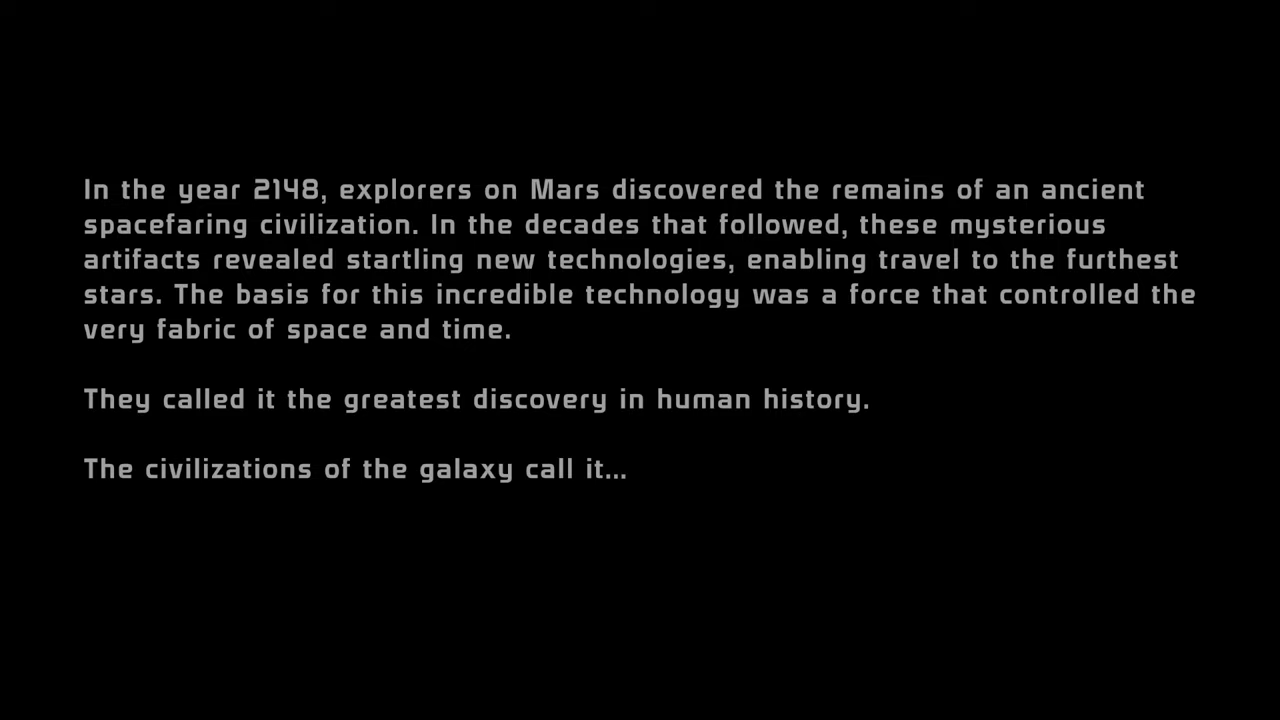 In the year 2148, explorers on Mars discovered the remains of an ancient
spacefaring civilization. In the decades that followed, these mysterious
artifacts revealed startling new technologies, enabling travel to the furthest
stars. The basis for this incredible technology was a force that controlled the
very fabric of space and time.
They called it the greatest discovery in human history.
The civilizations of the galaxy call it...